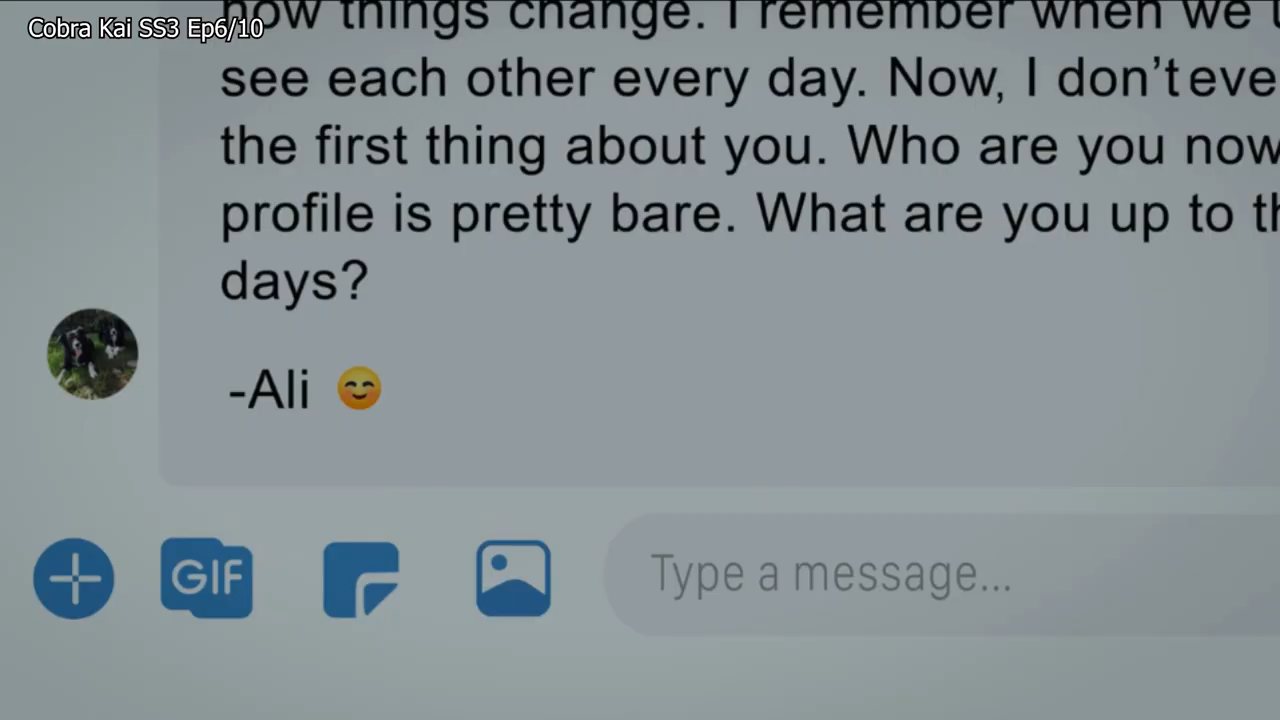 Cobra Kai SS3 Ep6/10
how things change. I remember when we
see each other every day. Now, I don't eve
the first thing about you. Who are you now
profile is pretty bare. What are you up to th
days?
-Ali 😊
GIF
Type a message...